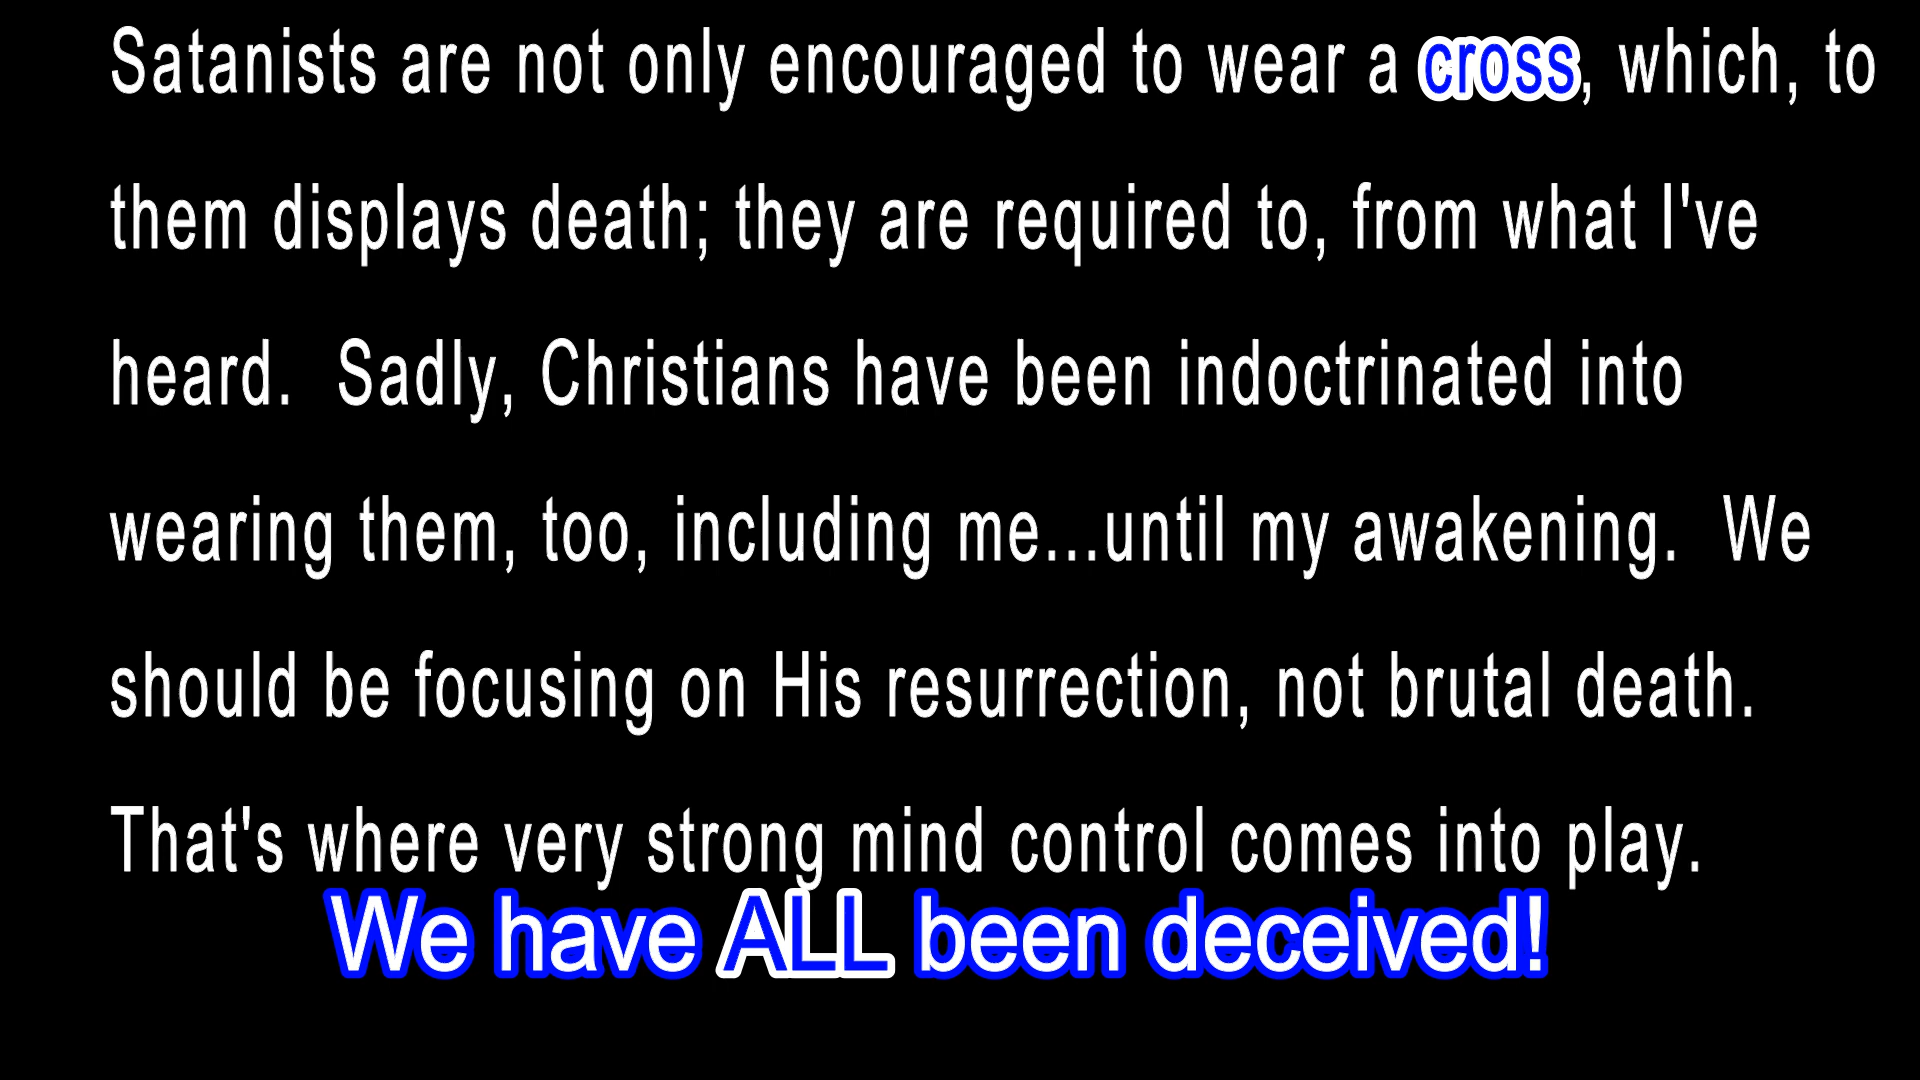 Satanists are not only encouraged to wear a cross, which, to
them displays death; they are required to, from what I've
heard.  Sadly, Christians have been indoctrinated into
wearing them, too, including me...until my awakening.  We
should be focusing on His resurrection, not brutal death.
That's where very strong mind control comes into play.
We have ALL been deceived!